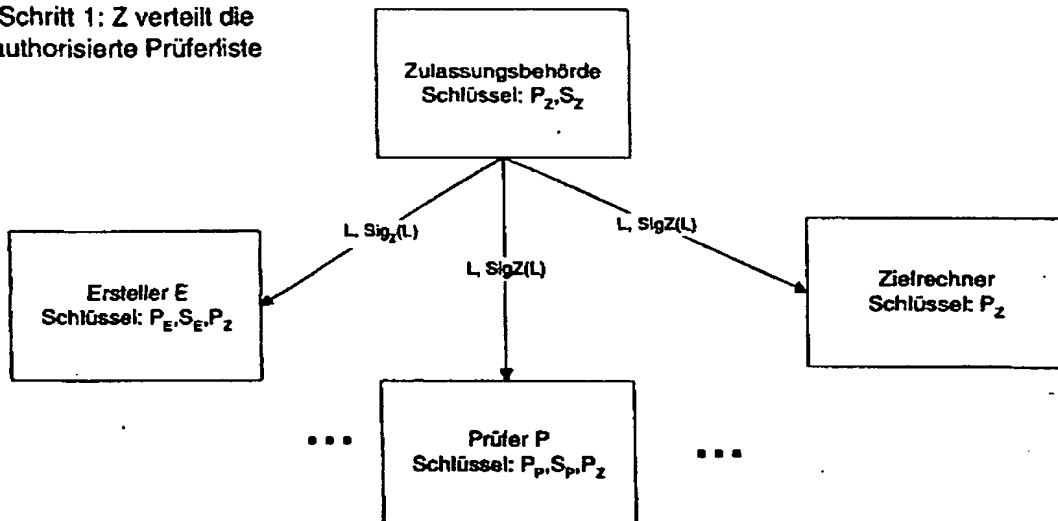 Schritt 1: Z verteilt die
authorisierte Prüferliste
Zulassungsbehörde
Schlüssel: P_Z,S_Z
L, Sig_z(L)
L, SigZ(L)
L, SigZ(L)
Ersteller E
Schlüssel: P_E,S_E,P_Z
Zielrechner
Schlüssel: P_Z
...
Prüfer P
Schlüssel: P_P,S_P,P_Z
...